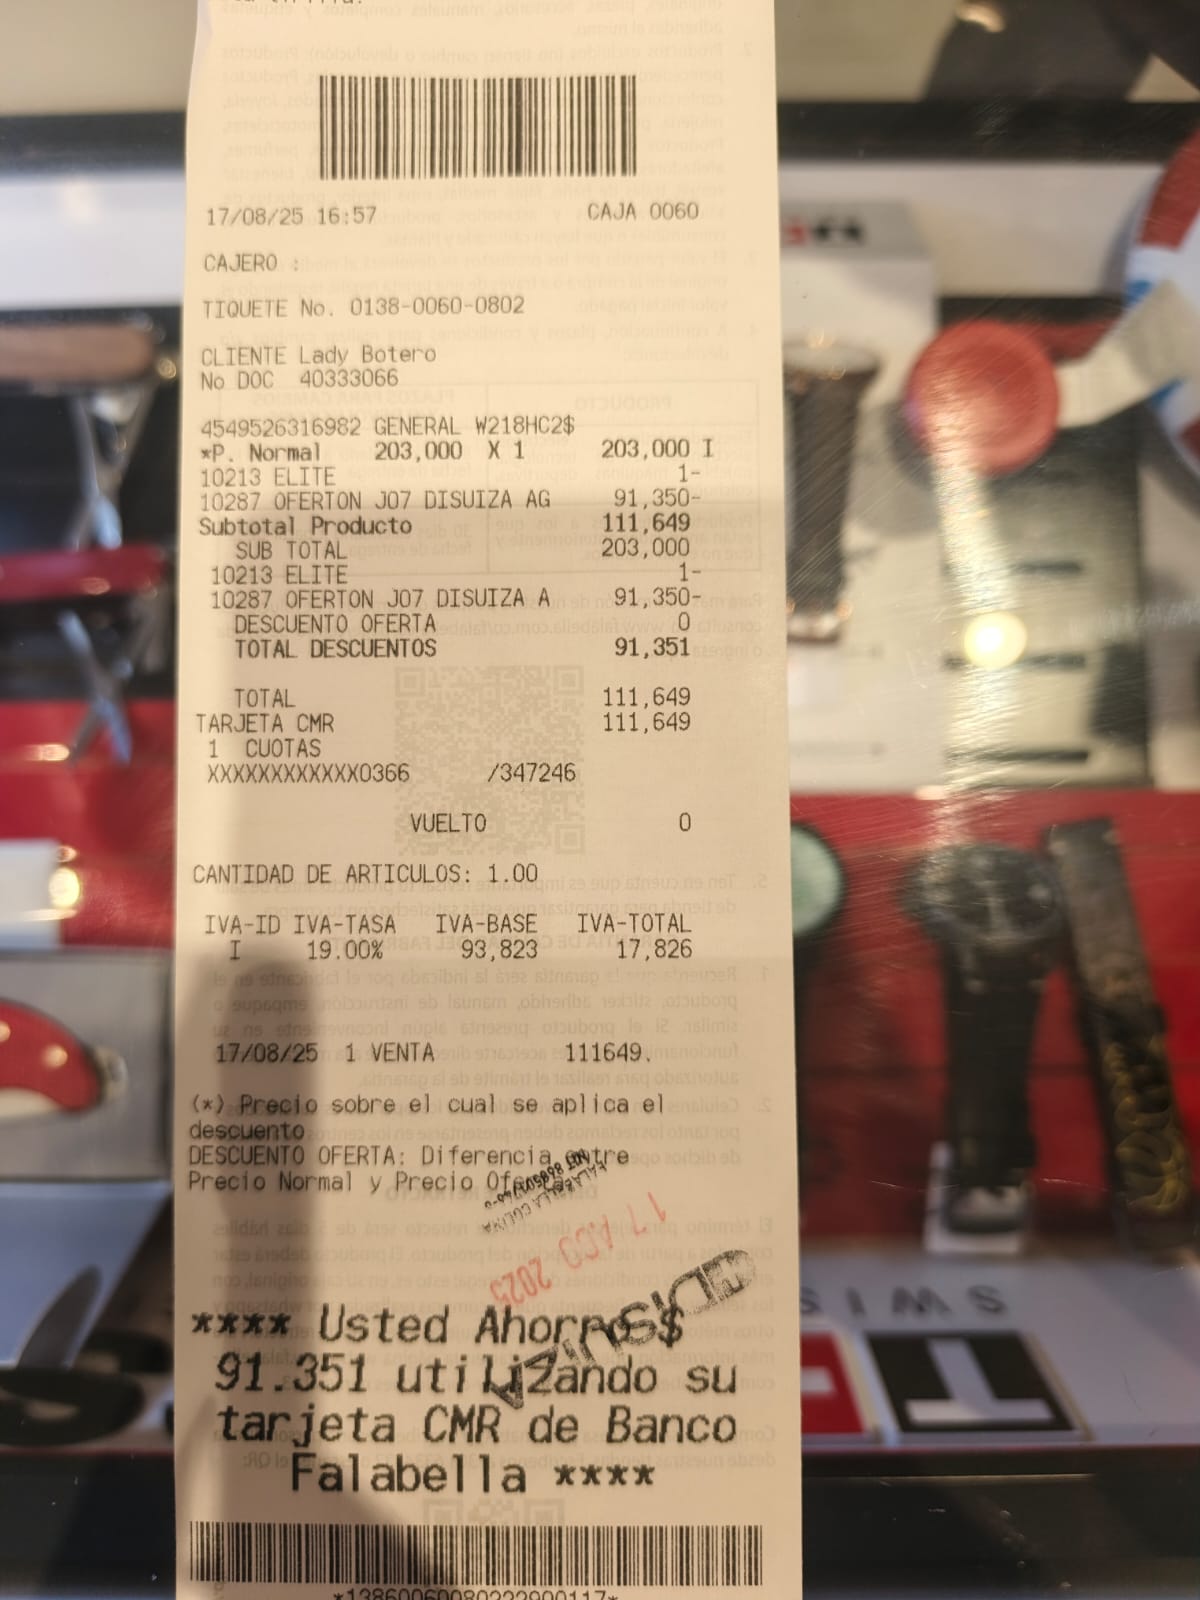 17/08/25 16:57 CAJA 0060
CAJERO :
TIQUETE No. 0138-0060-0802
CLIENTE Lady Botero
No DOC 40333066
4549526316982 GENERAL W218HC2$
*P. Normal 203,000 X 1 203,000 I
10213 ELITE 1-
10287 OFERTON J07 DISUIZA AG 91,350-
Subtotal Producto 111,649
SUB TOTAL 203,000
10213 ELITE 1-
10287 OFERTON J07 DISUIZA A 91,350-
DESCUENTO OFERTA 0
TOTAL DESCUENTOS 91,351
TOTAL 111,649
TARJETA CMR 111,649
1 CUOTAS
XXXXXXXXXXXX0366 /347246
VUELTO 0
CANTIDAD DE ARTICULOS: 1.00
IVA-ID IVA-TASA IVA-BASE IVA-TOTAL
I 19.00% 93,823 17,826
17/08/25 1 VENTA 111649.
(*) Precio sobre el cual se aplica el
descuento
DESCUENTO OFERTA: Diferencia entre
Precio Normal y Precio Oferta
FALABELLA COLINA
17 AGO 2025
DISUIZA
**** Usted Ahorro $
91.351 utilizando su
tarjeta CMR de Banco
Falabella ****
SWIS